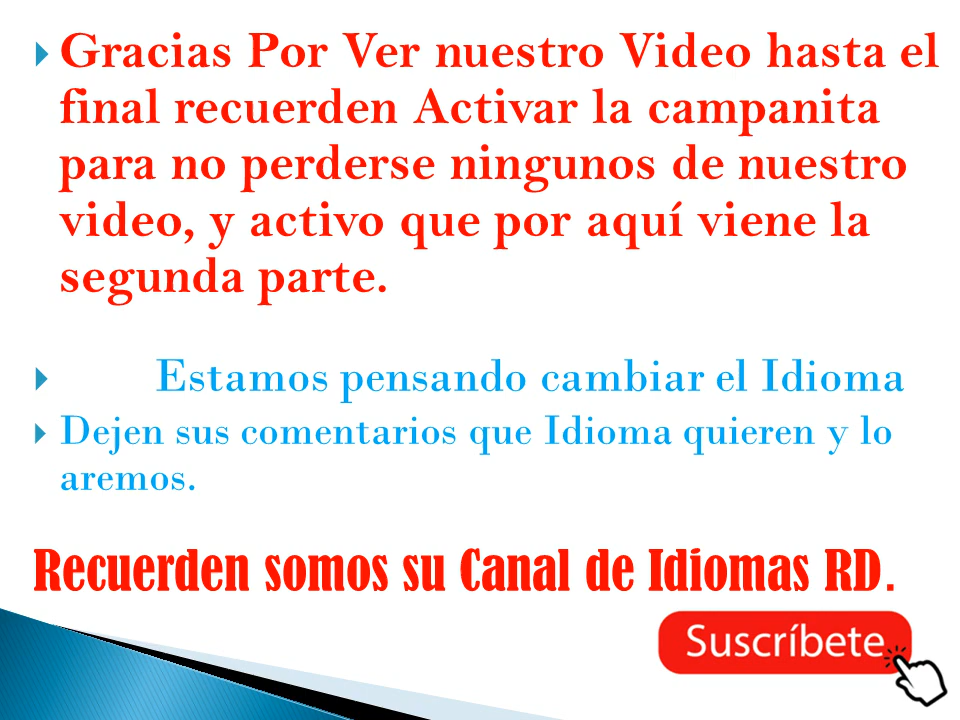 Gracias Por Ver nuestro Video hasta el
final recuerden Activar la campanita
para no perderse ningunos de nuestro
video, y activo que por aquí viene la
segunda parte.
Estamos pensando cambiar el Idioma
Dejen sus comentarios que Idioma quieren y lo
aremos.
Recuerden somos su Canal de Idiomas RD.
Suscríbete